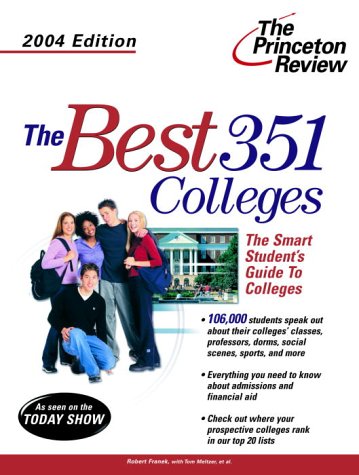 2004 Edition
The
Princeton
Review
The Best 351
Colleges
The Smart
Student's
Guide To
Colleges
• 106,000 students speak out
about their colleges' classes,
professors, dorms, social
scenes, sports, and more
• Everything you need to know
about admissions and
financial aid
• Check out where your
prospective colleges rank
in our top 20 lists
As seen on the
TODAY SHOW
Robert Franek, with Tom Meltzer, et al.